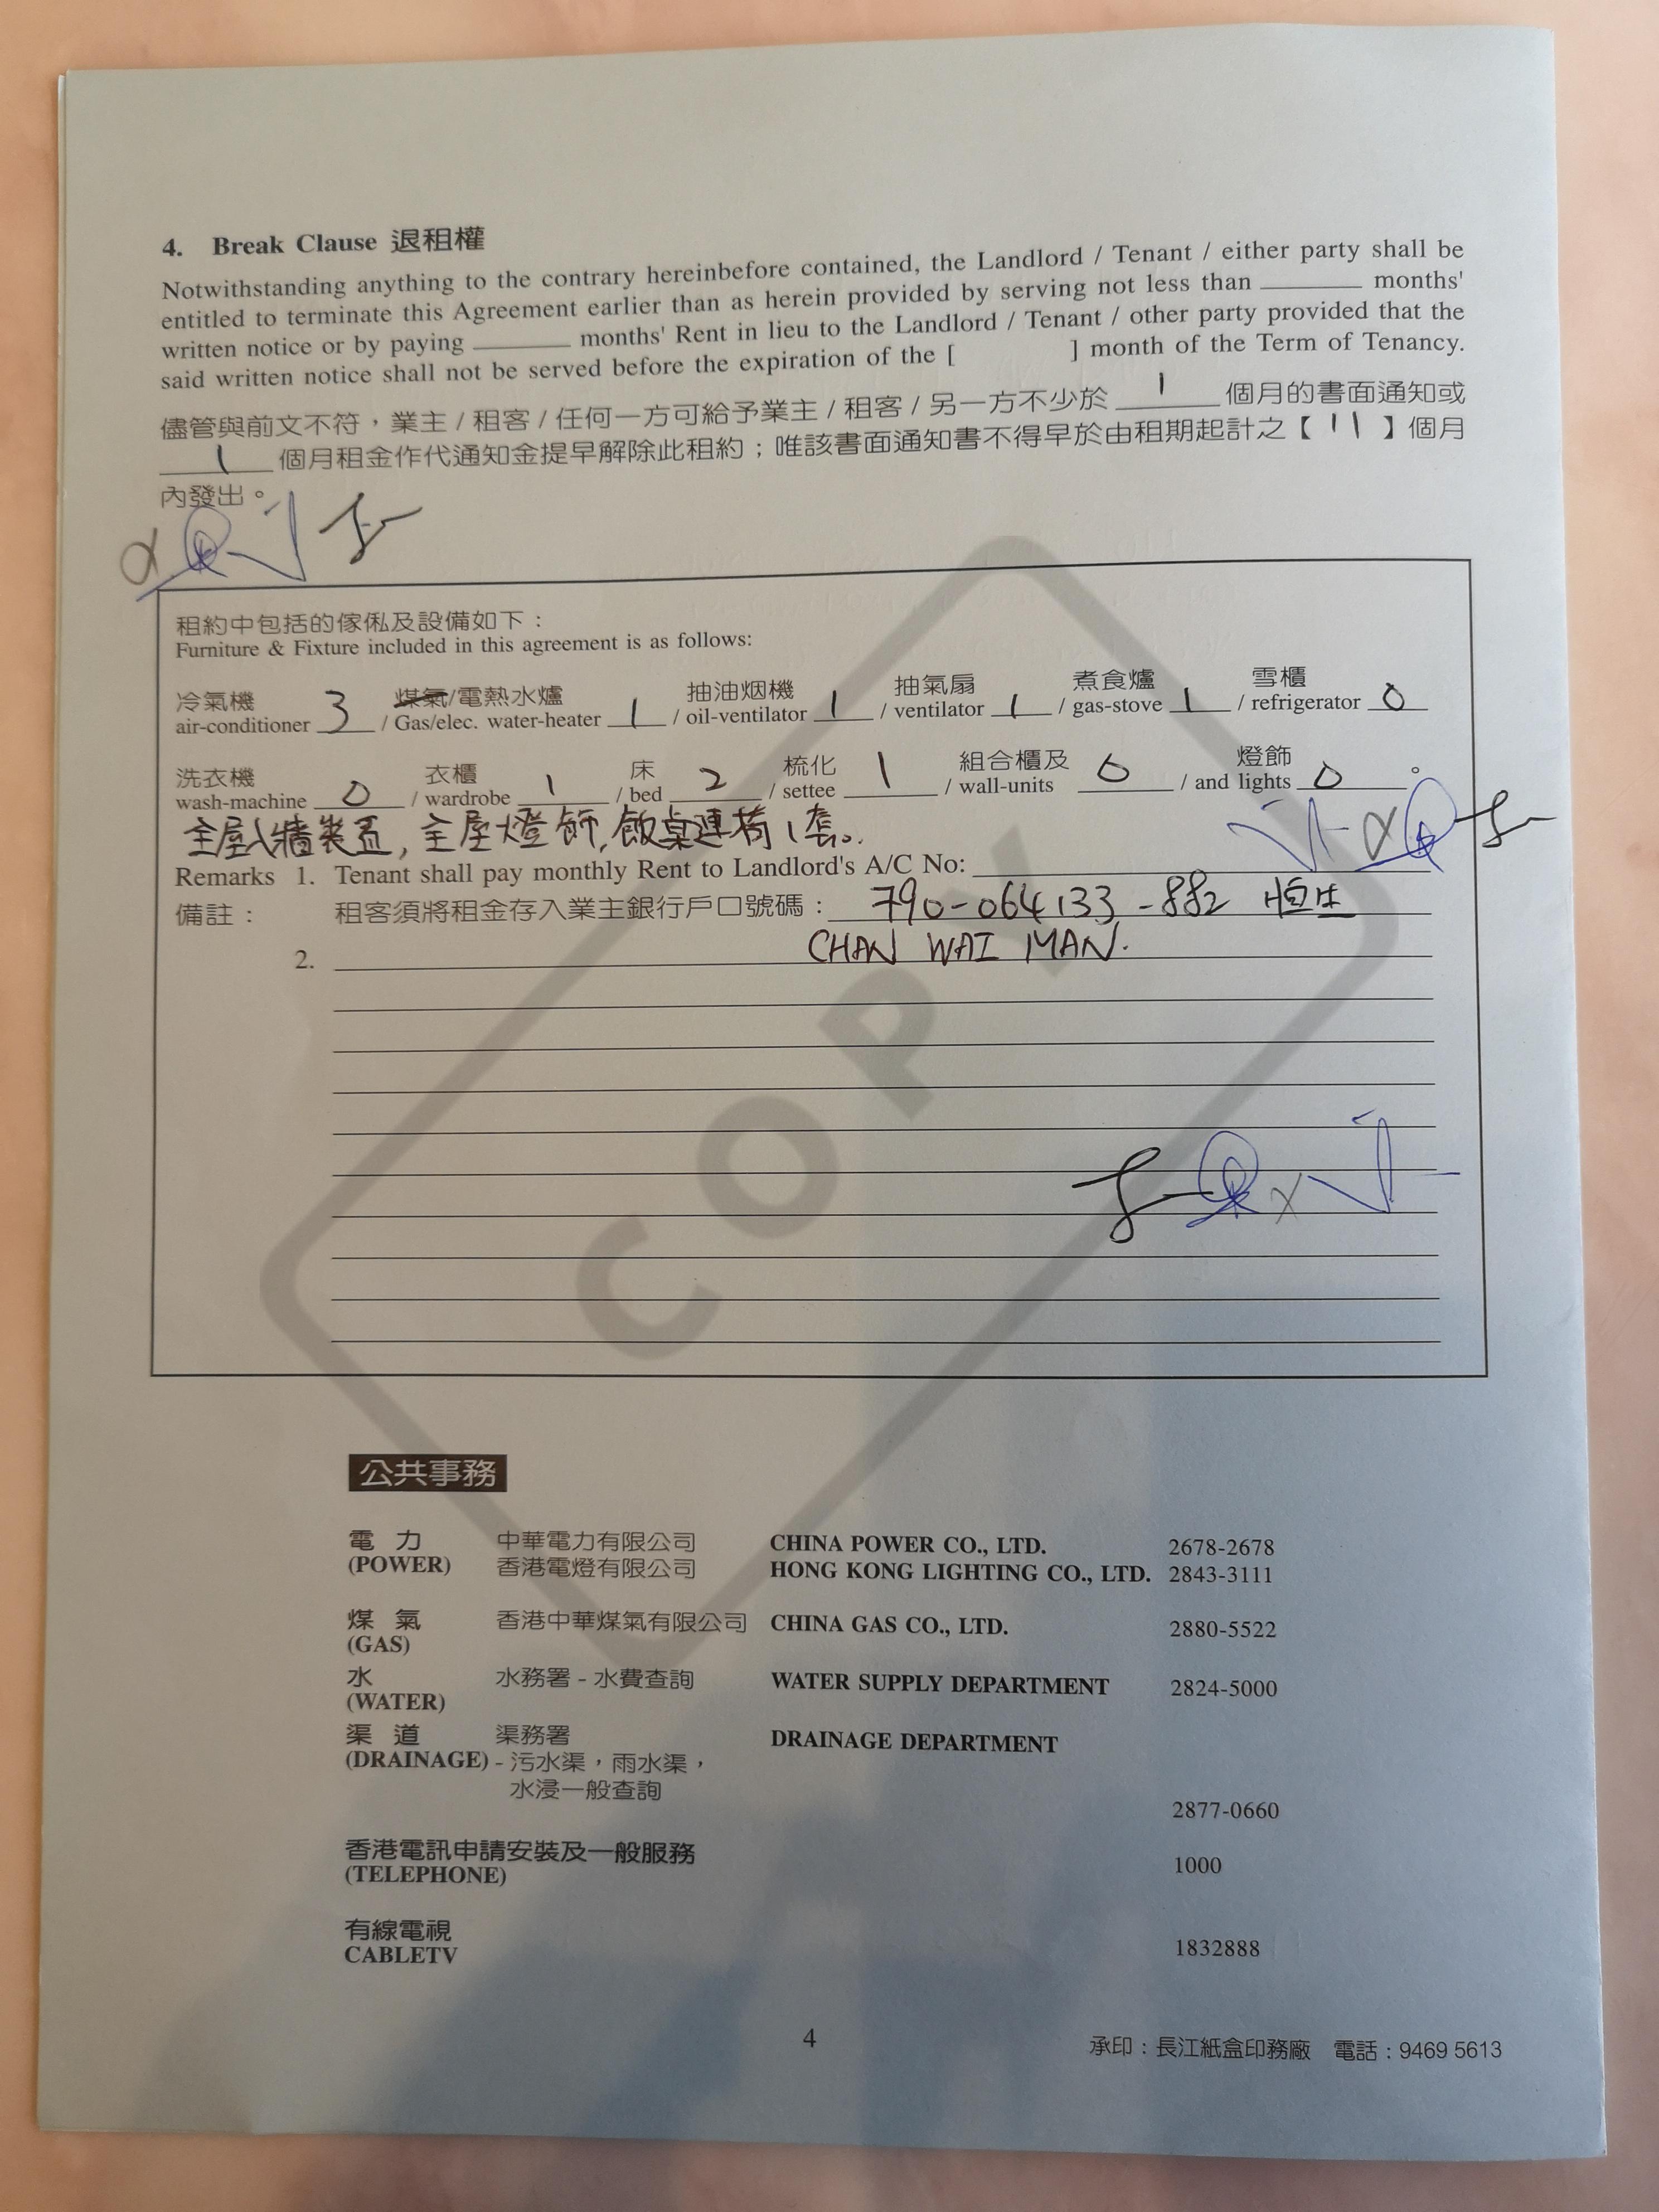 4. Break Clause 退租權
Notwithstanding anything to the contrary hereinbefore contained, the Landlord / Tenant / either party shall be
entitled to terminate this Agreement earlier than as herein provided by serving not less than ________ months'
written notice or by paying ________ months' Rent in lieu to the Landlord / Tenant / other party provided that the
said written notice shall not be served before the expiration of the [ ] month of the Term of Tenancy.
儘管與前文不符，業主 / 租客 / 任何一方可給予業主 / 租客 / 另一方不少於 1 個月的書面通知或
1 個月租金作代通知金提早解除此租約；唯該書面通知書不得早於由租期起計之【 11 】個月
內發出。
租約中包括的傢俬及設備如下：
Furniture & Fixture included in this agreement is as follows:
冷氣機 煤氣/電熱水爐 抽油烟機 抽氣扇 煮食爐 雪櫃
air-conditioner 3 / Gas/elec. water-heater 1 / oil-ventilator 1 / ventilator 1 / gas-stove 1 / refrigerator 0
洗衣機 衣櫃 床 梳化 組合櫃及 燈飾
wash-machine 0 / wardrobe 1 / bed 2 / settee 1 / wall-units 0 / and lights 0 。
全屋入牆裝置, 全屋燈飾, 飯桌連椅1套。
Remarks 1. Tenant shall pay monthly Rent to Landlord's A/C No:
備註： 租客須將租金存入業主銀行戶口號碼： 790-064133-882 恒生
2. CHAN WAI MAN.
COPY
公共事務
電 力 中華電力有限公司 CHINA POWER CO., LTD. 2678-2678
(POWER) 香港電燈有限公司 HONG KONG LIGHTING CO., LTD. 2843-3111
煤 氣 香港中華煤氣有限公司 CHINA GAS CO., LTD. 2880-5522
(GAS)
水 水務署 - 水費查詢 WATER SUPPLY DEPARTMENT 2824-5000
(WATER)
渠 道 渠務署 DRAINAGE DEPARTMENT
(DRAINAGE) - 污水渠，雨水渠，
水浸一般查詢
2877-0660
香港電訊申請安裝及一般服務
(TELEPHONE) 1000
有線電視
CABLETV 1832888
4
承印：長江紙盒印務廠 電話：9469 5613